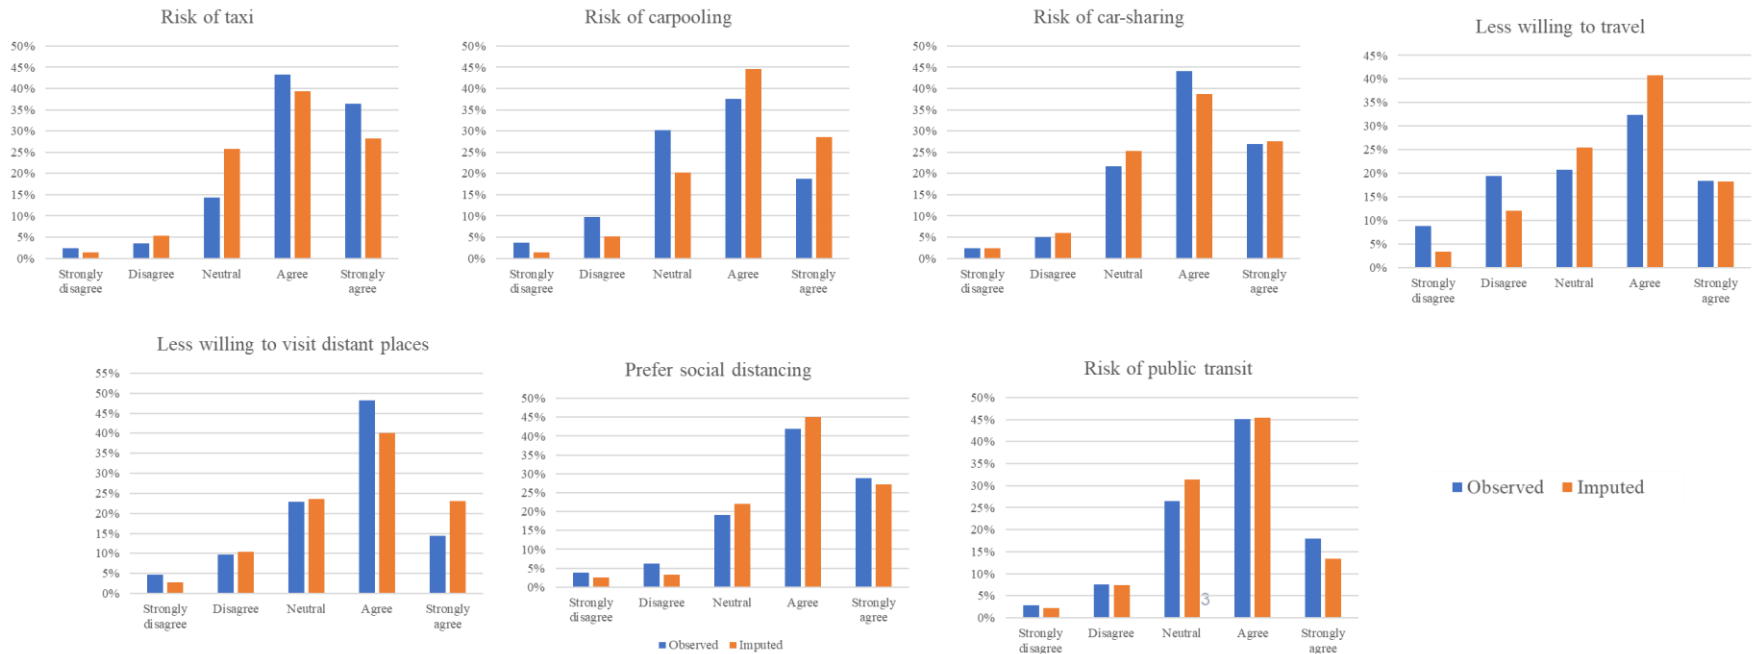 Risk of taxi
50%
45%
40%
35%
30%
25%
20%
15%
10%
5%
0%
Strongly disagree
Disagree
Neutral
Agree
Strongly agree
Risk of carpooling
50%
45%
40%
35%
30%
25%
20%
15%
10%
5%
0%
Strongly disagree
Disagree
Neutral
Agree
Strongly agree
Risk of car-sharing
50%
45%
40%
35%
30%
25%
20%
15%
10%
5%
0%
Strongly disagree
Disagree
Neutral
Agree
Strongly agree
Less willing to travel
45%
40%
35%
30%
25%
20%
15%
10%
5%
0%
Strongly disagree
Disagree
Neutral
Agree
Strongly agree
Less willing to visit distant places
55%
50%
45%
40%
35%
30%
25%
20%
15%
10%
5%
0%
Strongly disagree
Disagree
Neutral
Agree
Strongly agree
Prefer social distancing
50%
45%
40%
35%
30%
25%
20%
15%
10%
5%
0%
Strongly disagree
Disagree
Neutral
Agree
Strongly agree
Observed Imputed
Risk of public transit
50%
45%
40%
35%
30%
25%
20%
15%
10%
5%
0%
3
Strongly disagree
Disagree
Neutral
Agree
Strongly agree
Observed Imputed